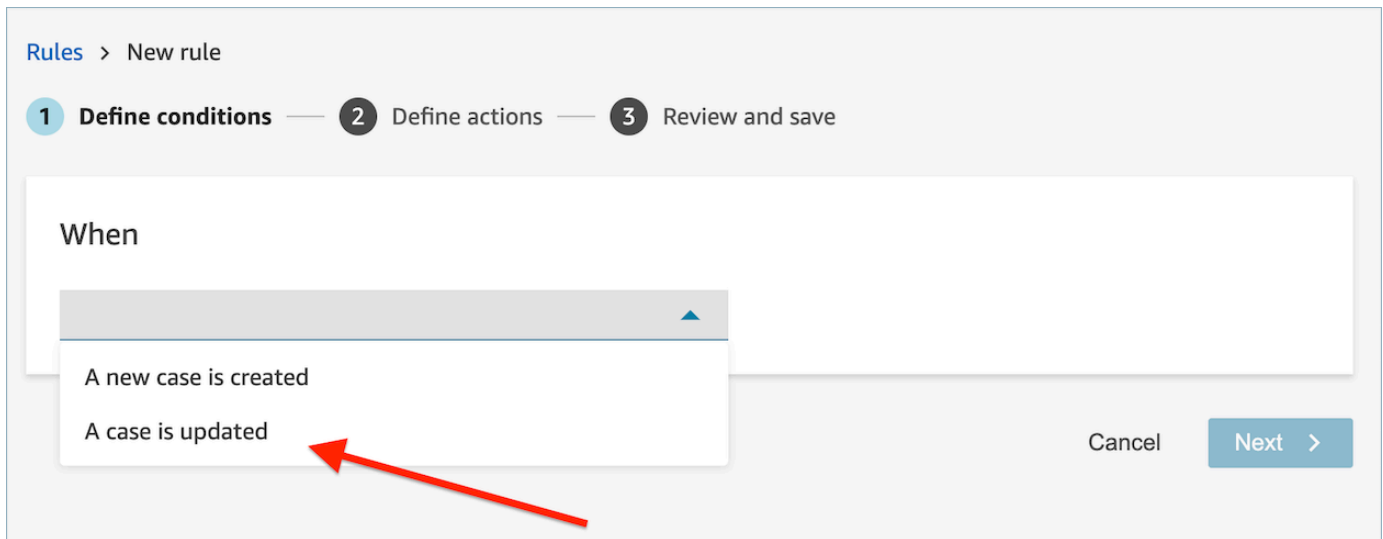 Rules > New rule
1 Define conditions 2 Define actions 3 Review and save
When
A new case is created
A case is updated
Cancel Next >